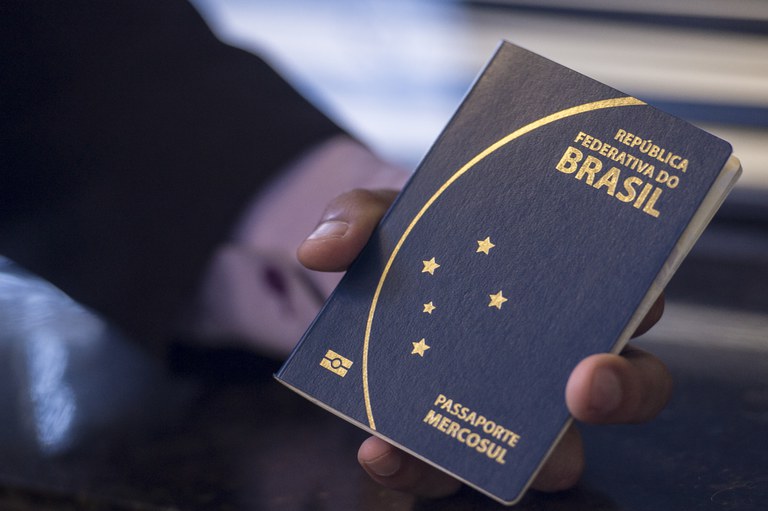 REPÚBLICA
FEDERATIVA DO
BRASIL
PASSAPORTE
MERCOSUL